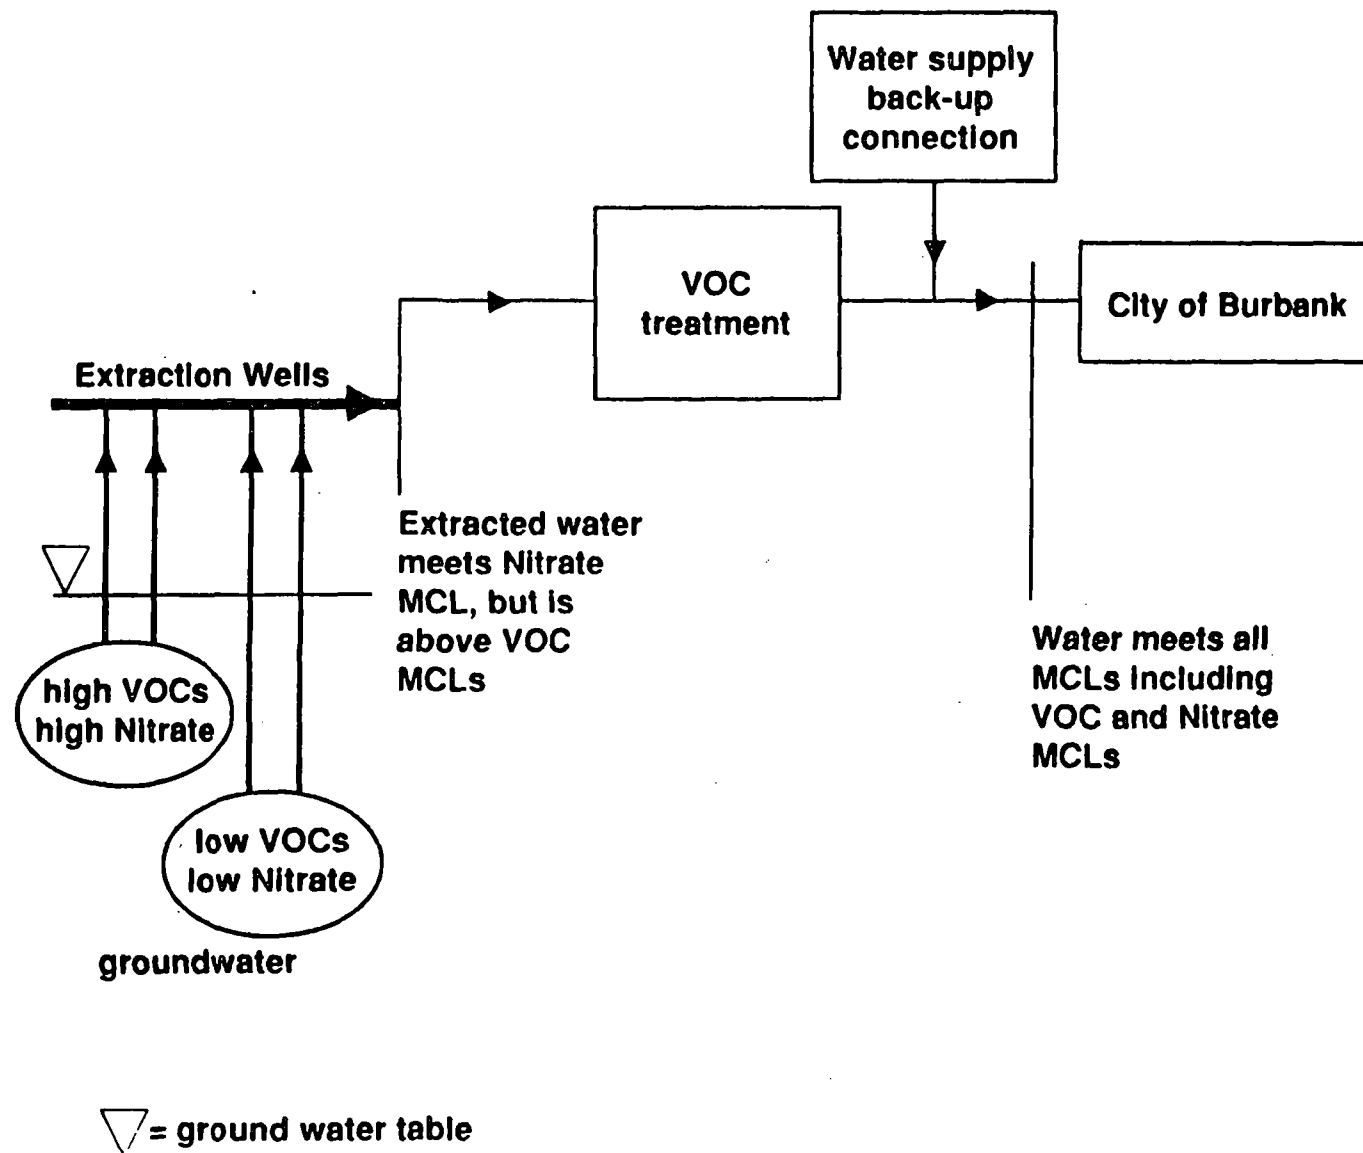 Water supply
back-up
connection
VOC
treatment
City of Burbank
Extraction Wells
Extracted water
meets Nitrate
MCL, but is
above VOC
MCLs
high VOCs
high Nitrate
low VOCs
low Nitrate
groundwater
Water meets all
MCLs including
VOC and Nitrate
MCLs
= ground water table